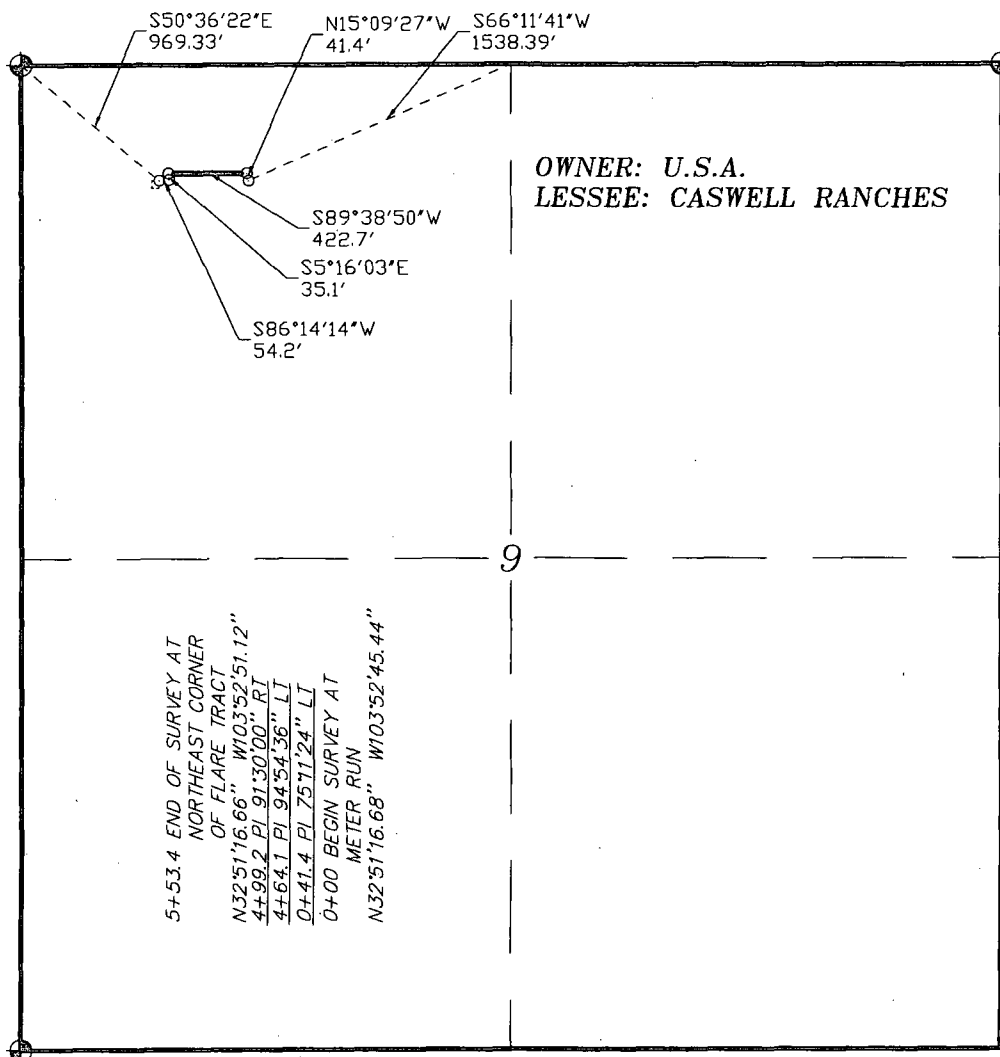 S50°36'22"E
969.33'
N15°09'27"W
41.4'
S66°11'41"W
1538.39'
OWNER: U.S.A.
LESSEE: CASWELL RANCHES
S89°38'50"W
422.7'
S5°16'03"E
35.1'
S86°14'14"W
54.2'
9
5+53.4 END OF SURVEY AT
NORTHEAST CORNER
OF FLARE TRACT
N32°51'16.66" W103°52'51.12"
4+99.2 PI 91°30'00" RT
4+64.1 PI 94°54'36" LT
0+41.4 PI 75°11'24" LT
0+00 BEGIN SURVEY AT
METER RUN
N32°51'16.68" W103°52'45.44"